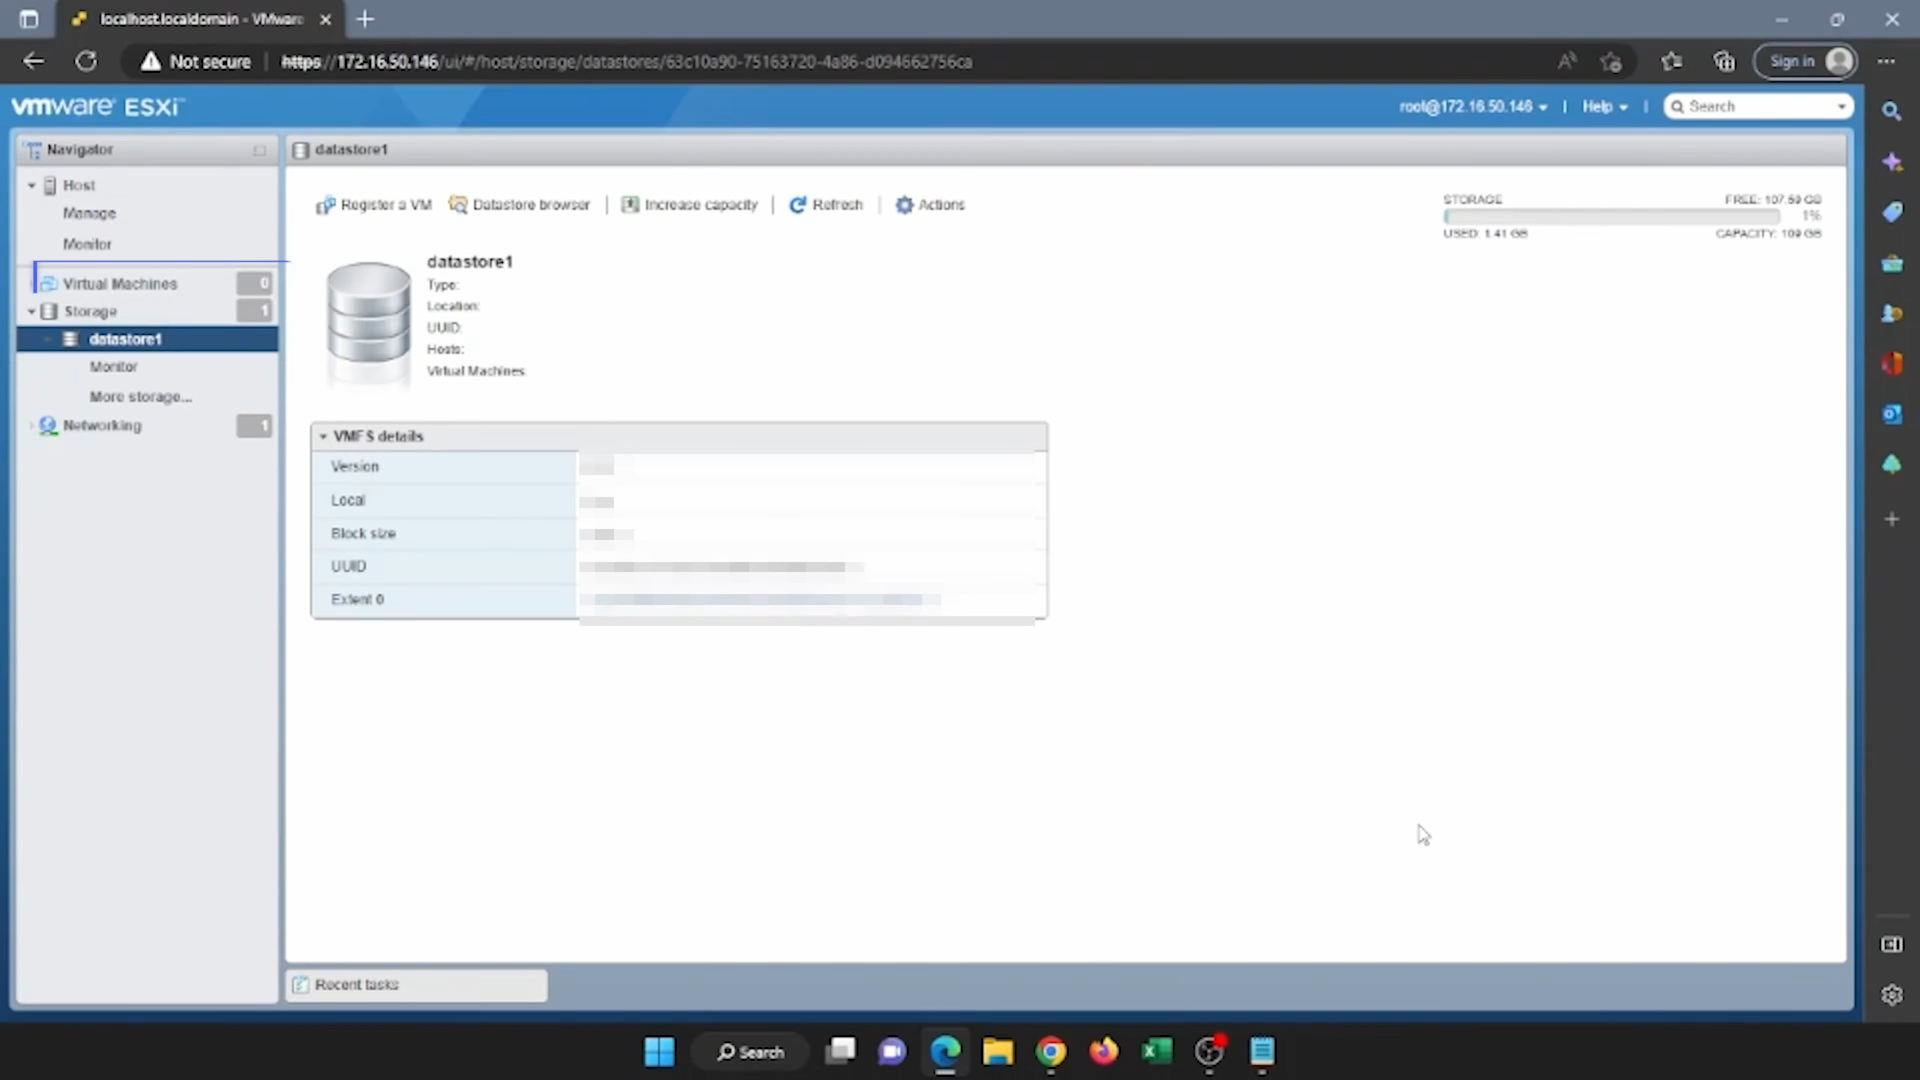 localhost.localdomain - VMware
Not secure
https://172.16.50.146/ui/#/host/storage/datastores/63c10a90-75163720-4a86-d094662756ca
Sign in
vmware ESXi
root@172.16.50.146
Help
Search
Navigator
Host
Manage
Monitor
Virtual Machines 0
Storage 1
datastore1
Monitor
More storage...
Networking 1
datastore1
Register a VM
Datastore browser
Increase capacity
Refresh
Actions
STORAGE
FREE: 107.59 GB
1%
USED: 1.41 GB
CAPACITY: 109 GB
datastore1
Type:
Location:
UUID:
Hosts:
Virtual Machines
VMFS details
Version
Local
Block size
UUID
Extent 0
Recent tasks
Search